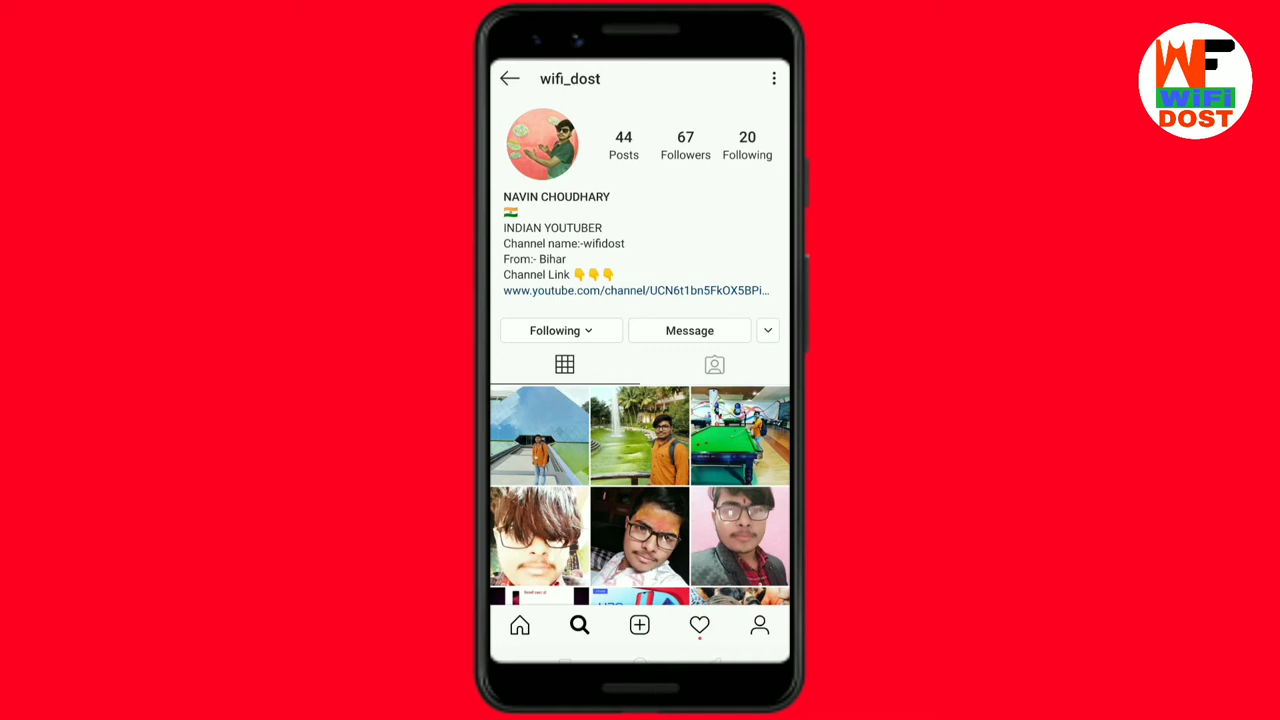 wifi_dost
44
67
20
Posts
Followers
Following
NAVIN CHOUDHARY
🇮🇳
INDIAN YOUTUBER
Channel name:-wifidost
From:- Bihar
Channel Link 👇👇👇
www.youtube.com/channel/UCN6t1bn5FkOX5BPi...
Following
Message
WF
WiFi
DOST